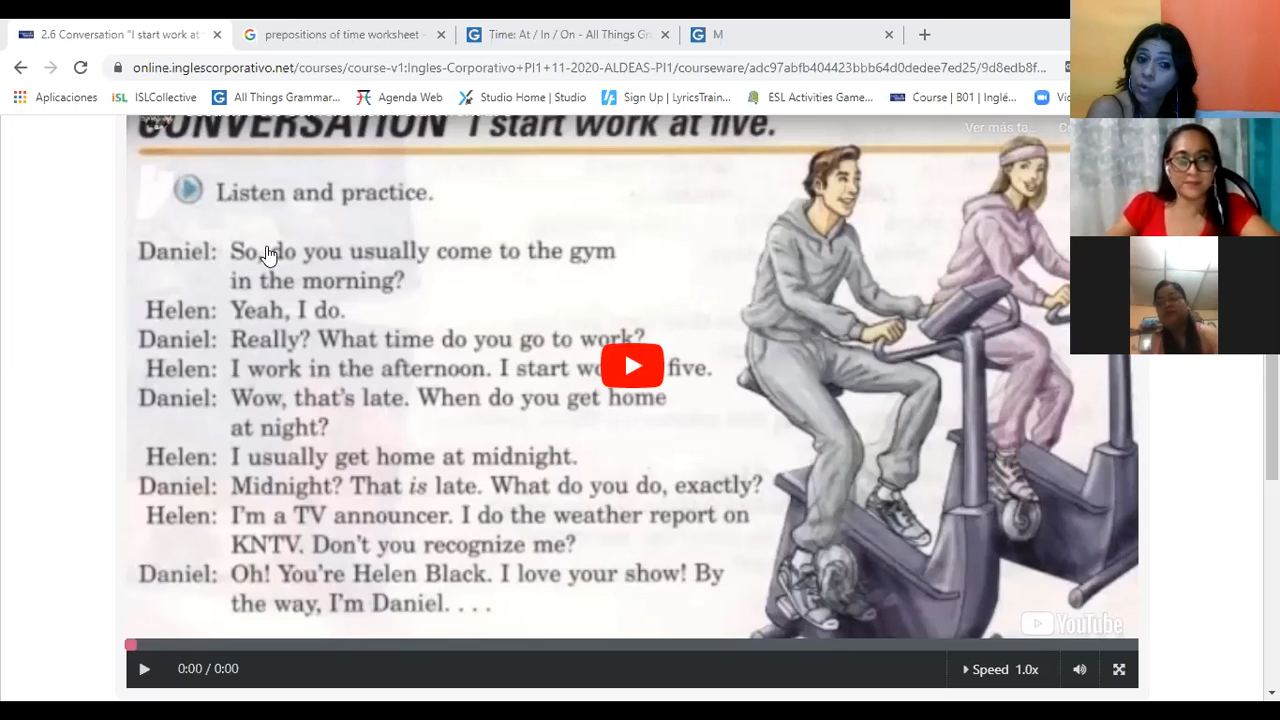 2.6 Conversation "I start work at
prepositions of time worksheet -
Time: At / In / On - All Things Gr
M
online.inglescorporativo.net/courses/course-v1:Ingles-Corporativo+PI1+11-2020-ALDEAS-PI1/courseware/adc97abfb404423bbb64d0dedee7ed25/9d8edb8f...
Aplicaciones
iSL ISLCollective
All Things Grammar...
Agenda Web
Studio Home | Studio
Sign Up | LyricsTrain...
ESL Activities Game...
Course | B01 | Inglé...
CONVERSATION I start work at five.
Ver más ta...
Listen and practice.
Daniel: So, do you usually come to the gym
in the morning?
Helen: Yeah, I do.
Daniel: Really? What time do you go to work?
Helen: I work in the afternoon. I start five.
Daniel: Wow, that's late. When do you get home
at night?
Helen: I usually get home at midnight.
Daniel: Midnight? That is late. What do you do, exactly?
Helen: I'm a TV announcer. I do the weather report on
KNTV. Don't you recognize me?
Daniel: Oh! You're Helen Black. I love your show! By
the way, I'm Daniel. . . .
YouTube
0:00 / 0:00
Speed 1.0x